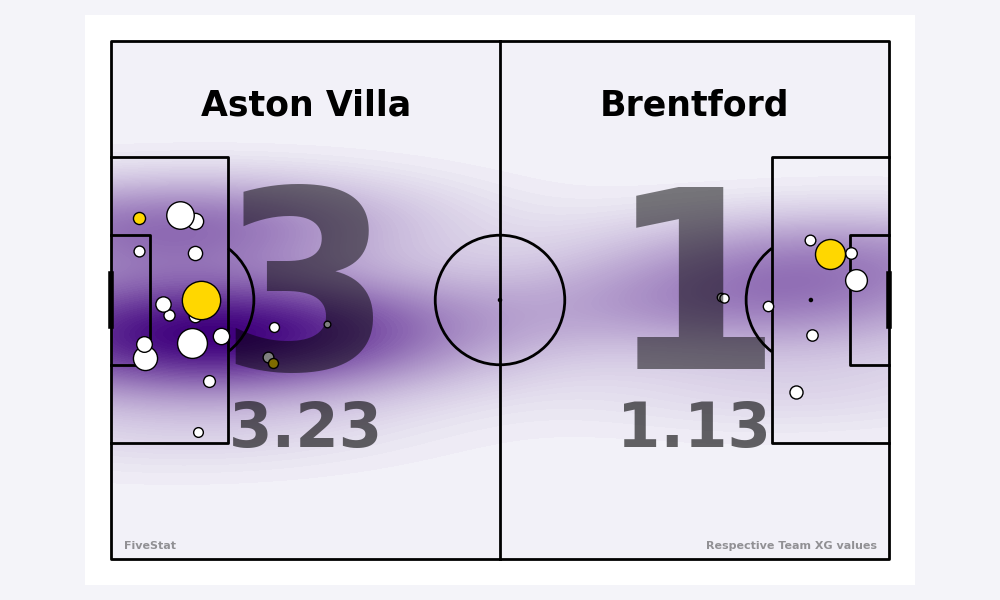 Aston Villa
Brentford
3
1
3.23
1.13
FiveStat
Respective Team XG values